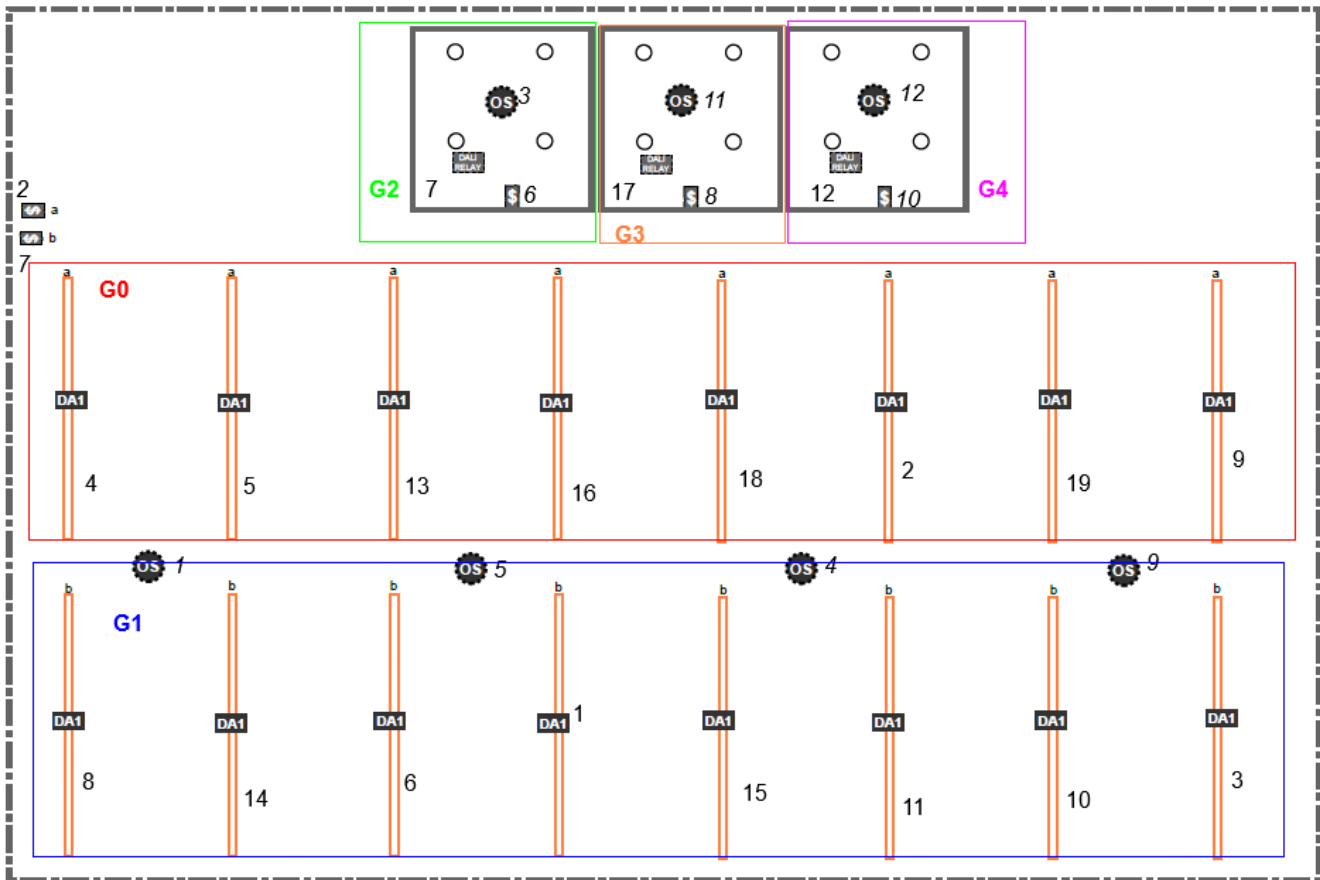 OS 3
OS 11
OS 12
DALI
RELAY
DALI
RELAY
DALI
RELAY
G2
7
$ 6
17
$ 8
12
$ 10
G4
2
$ a
$ b
G3
7
a a a a a a a a
G0
DA1 DA1 DA1 DA1 DA1 DA1 DA1 DA1
4 5 13 16 18 2 19 9
OS 1 OS 5 OS 4 OS 9
b b b b b b b b
G1
DA1 DA1 DA1 DA1 1 DA1 DA1 DA1 DA1
8 14 6 15 11 10 3